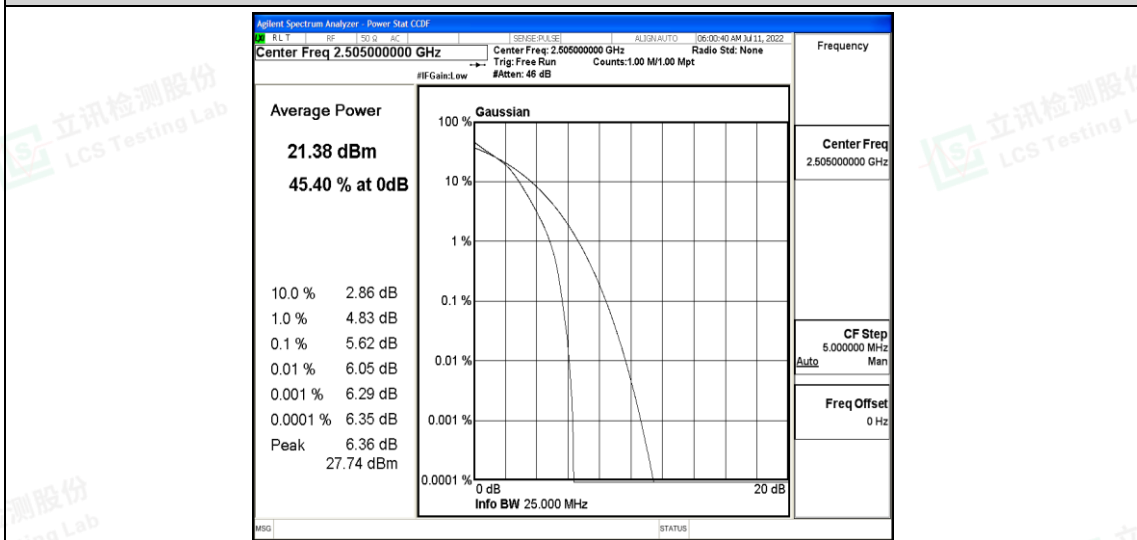 Agilent Spectrum Analyzer - Power Stat CCDF
RLT RF 50 Ω AC SENSE:PULSE ALIGNAUTO 06:00:40 AM Jul 11, 2022
Center Freq 2.505000000 GHz
Center Freq: 2.505000000 GHz Radio Std: None
Trig: Free Run Counts:1.00 M/1.00 Mpt
#IFGain:Low #Atten: 46 dB
Frequency
Average Power
21.38 dBm
45.40 % at 0dB
10.0 % 2.86 dB
1.0 % 4.83 dB
0.1 % 5.62 dB
0.01 % 6.05 dB
0.001 % 6.29 dB
0.0001 % 6.35 dB
Peak 6.36 dB
27.74 dBm
Gaussian
100 %
10 %
1 %
0.1 %
0.01 %
0.001 %
0.0001 %
0 dB 20 dB
Info BW 25.000 MHz
Center Freq
2.505000000 GHz
CF Step
5.000000 MHz
Auto Man
Freq Offset
0 Hz
MSG STATUS
立讯检测股份
LCS Testing Lab
立讯检测股份
LCS Testing L
测股份
ing Lab
立